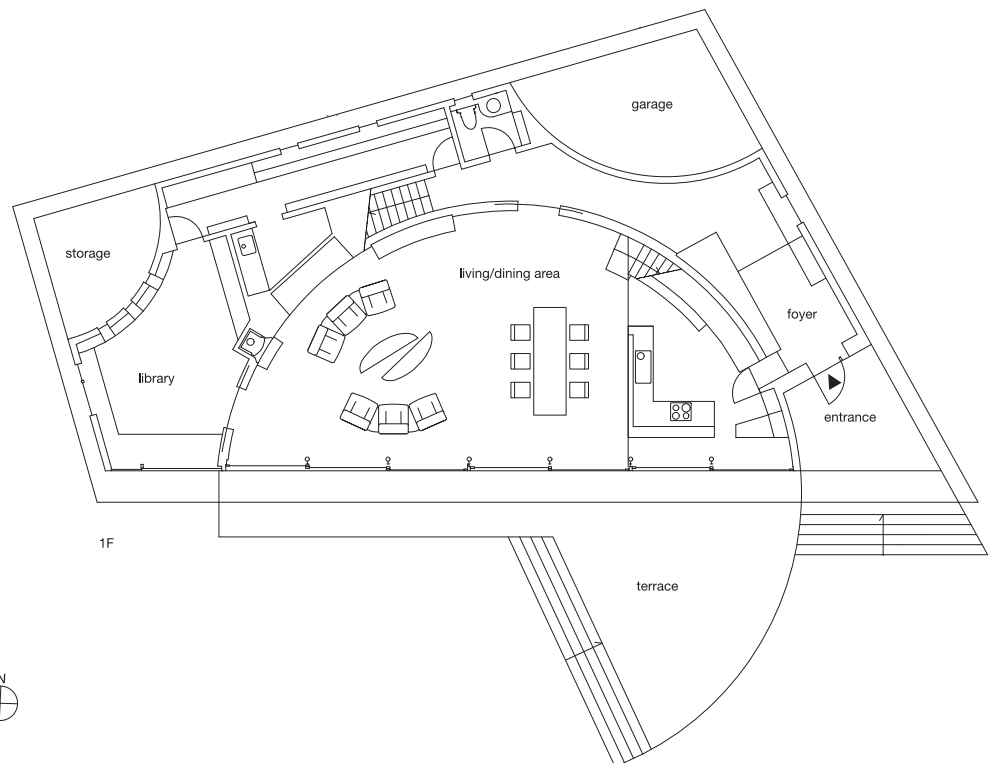 garage
storage
living/dining area
foyer
library
entrance
1F
terrace
N